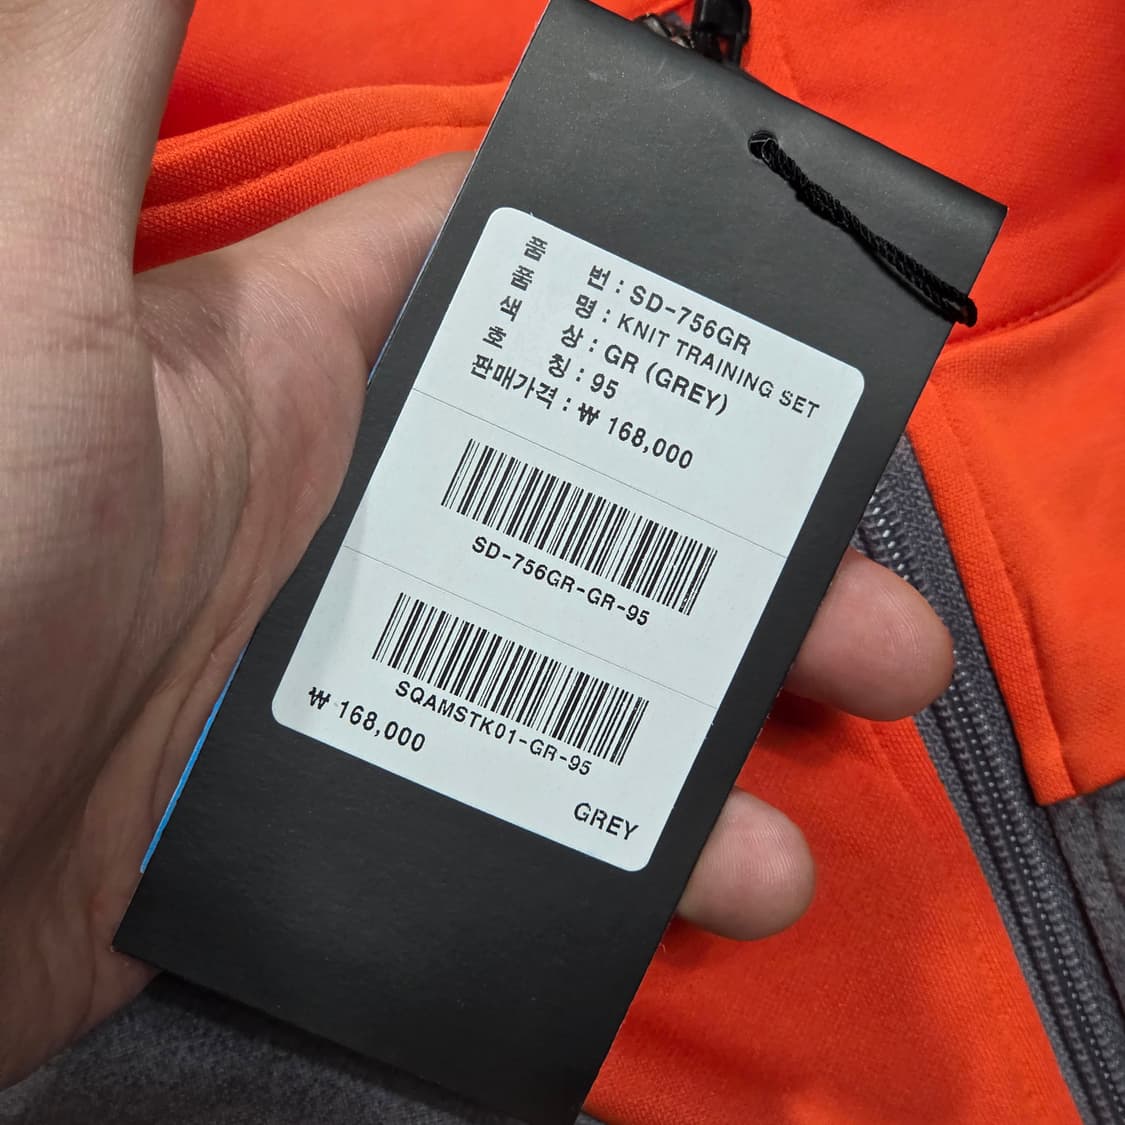 품 번 : SD-756GR
품 명 : KNIT TRAINING SET
색 상 : GR (GREY)
호 칭 : 95
판매가격 : ₩ 168,000
SD-756GR-GR-95
SQAMSTK01-GR-95
₩ 168,000
GREY